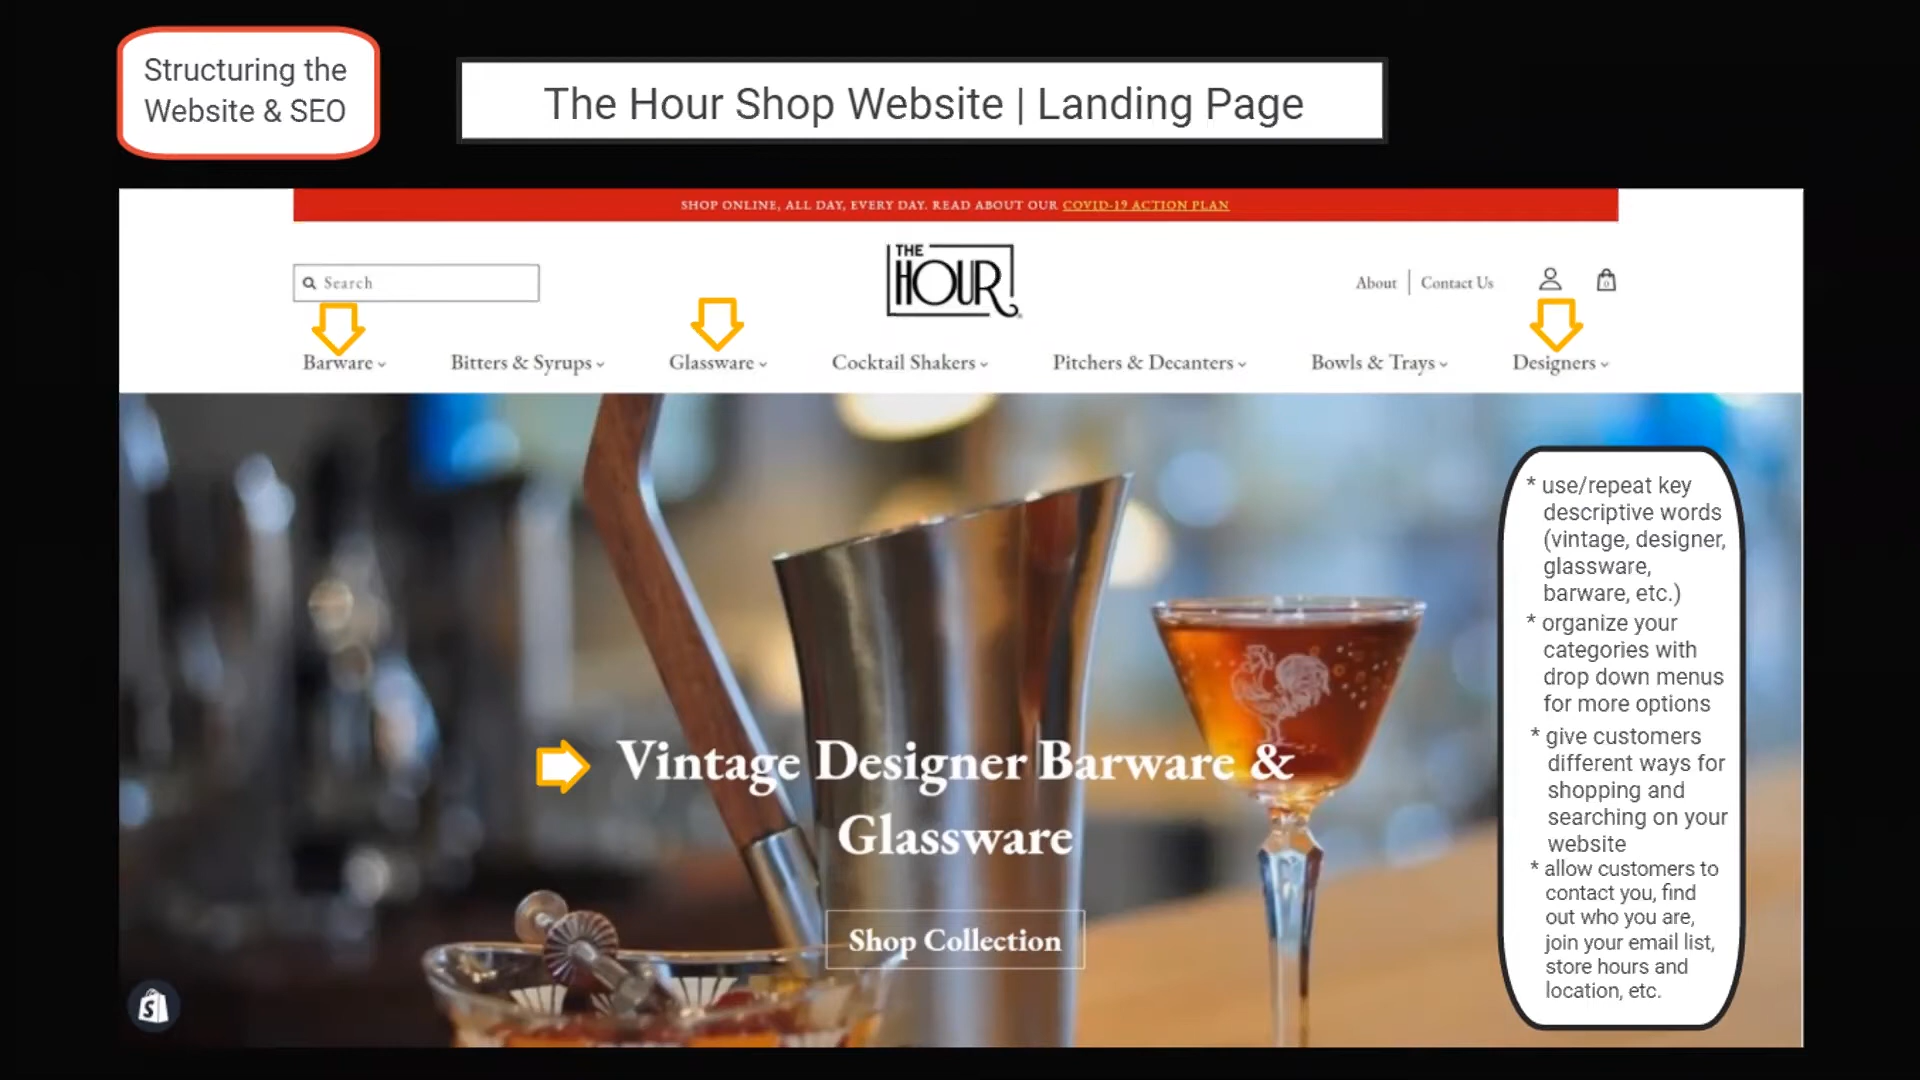 Structuring the
Website & SEO
The Hour Shop Website | Landing Page
SHOP ONLINE, ALL DAY, EVERY DAY. READ ABOUT OUR COVID-19 ACTION PLAN
Search
THE
HOUR
About | Contact Us
0
Barware
Bitters & Syrups
Glassware
Cocktail Shakers
Pitchers & Decanters
Bowls & Trays
Designers
Vintage Designer Barware &
Glassware
Shop Collection
* use/repeat key
descriptive words
(vintage, designer,
glassware,
barware, etc.)
* organize your
categories with
drop down menus
for more options
* give customers
different ways for
shopping and
searching on your
website
* allow customers to
contact you, find
out who you are,
join your email list,
store hours and
location, etc.
S